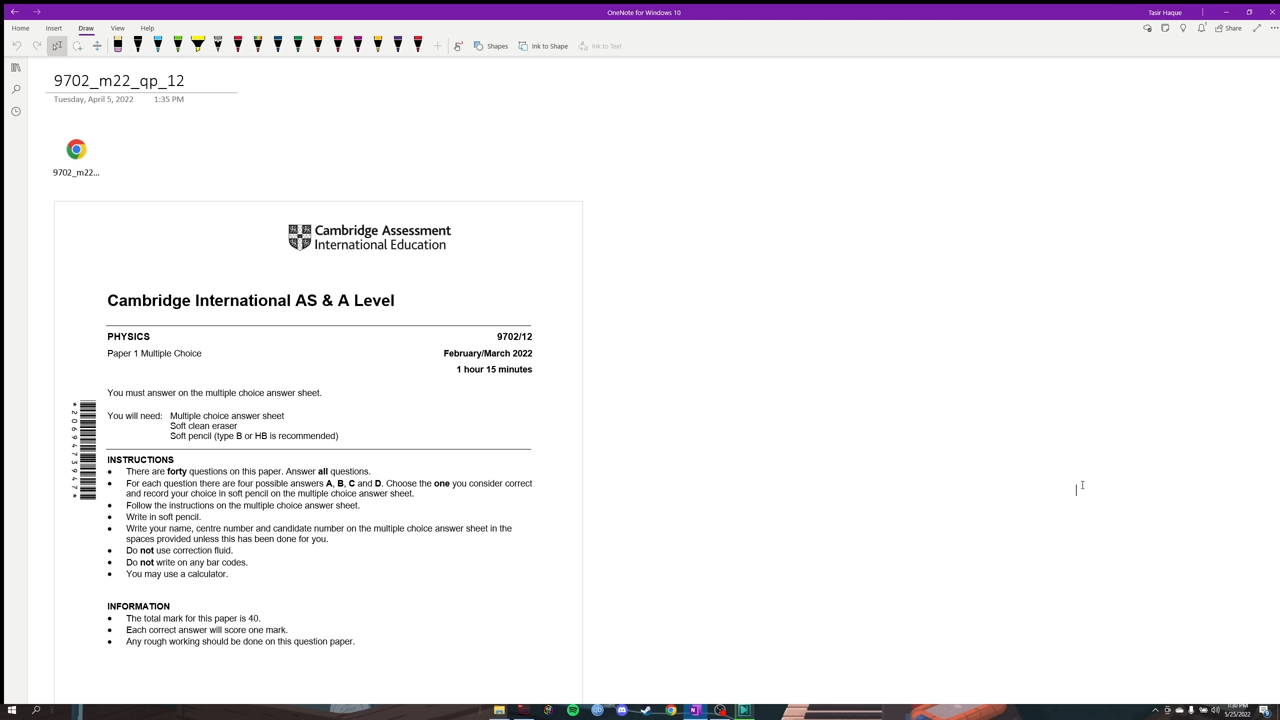 OneNote for Windows 10
Tasir Haque
Home Insert Draw View Help
Share
Shapes Ink to Shape Ink to Text
9702_m22_qp_12
Tuesday, April 5, 2022 1:35 PM
9702_m22...
Cambridge Assessment
International Education
Cambridge International AS & A Level
PHYSICS 9702/12
Paper 1 Multiple Choice February/March 2022
1 hour 15 minutes
You must answer on the multiple choice answer sheet.
You will need: Multiple choice answer sheet
Soft clean eraser
Soft pencil (type B or HB is recommended)
*2069473947*
INSTRUCTIONS
• There are forty questions on this paper. Answer all questions.
• For each question there are four possible answers A, B, C and D. Choose the one you consider correct
and record your choice in soft pencil on the multiple choice answer sheet.
• Follow the instructions on the multiple choice answer sheet.
• Write in soft pencil.
• Write your name, centre number and candidate number on the multiple choice answer sheet in the
spaces provided unless this has been done for you.
• Do not use correction fluid.
• Do not write on any bar codes.
• You may use a calculator.
INFORMATION
• The total mark for this paper is 40.
• Each correct answer will score one mark.
• Any rough working should be done on this question paper.
5/25/2022